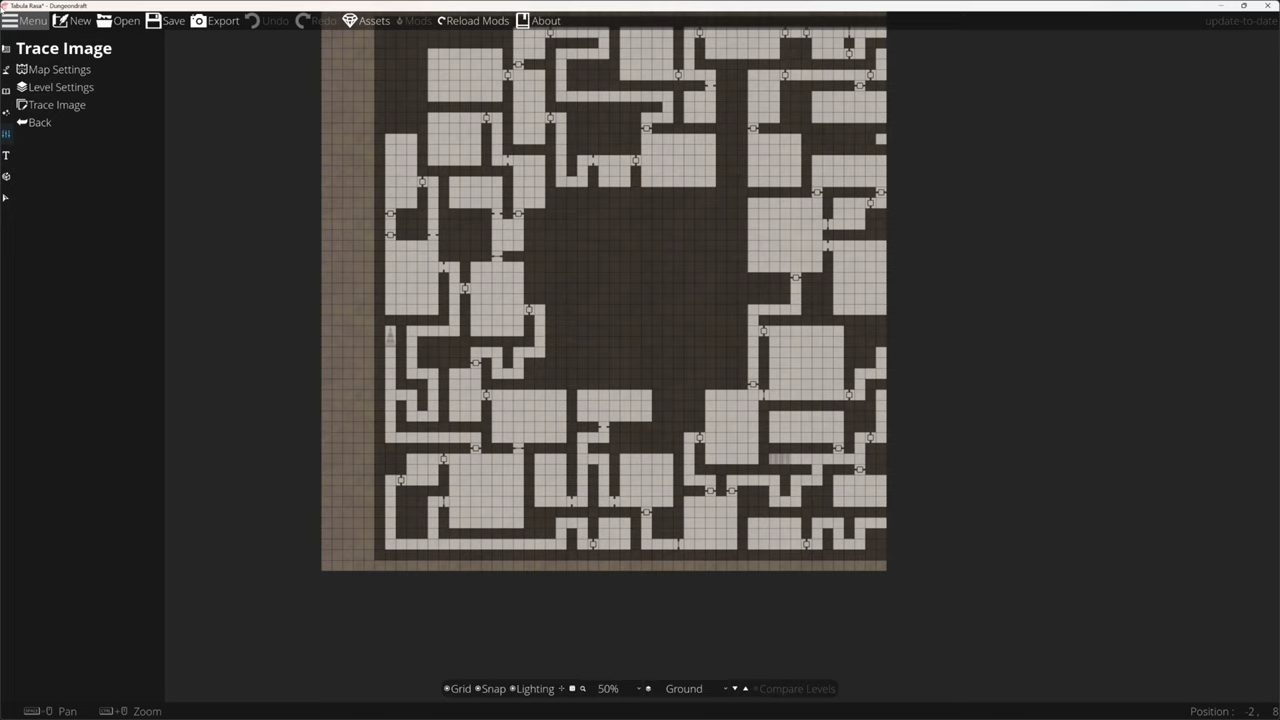 Tabula Rasa* - Dungeondraft
Menu New Open Save Export Undo Redo Assets Mods Reload Mods About update-to-date
Trace Image
Map Settings
Level Settings
Trace Image
Back
Grid Snap Lighting 50% Ground Compare Levels
Pan Zoom Position : -2 , 8